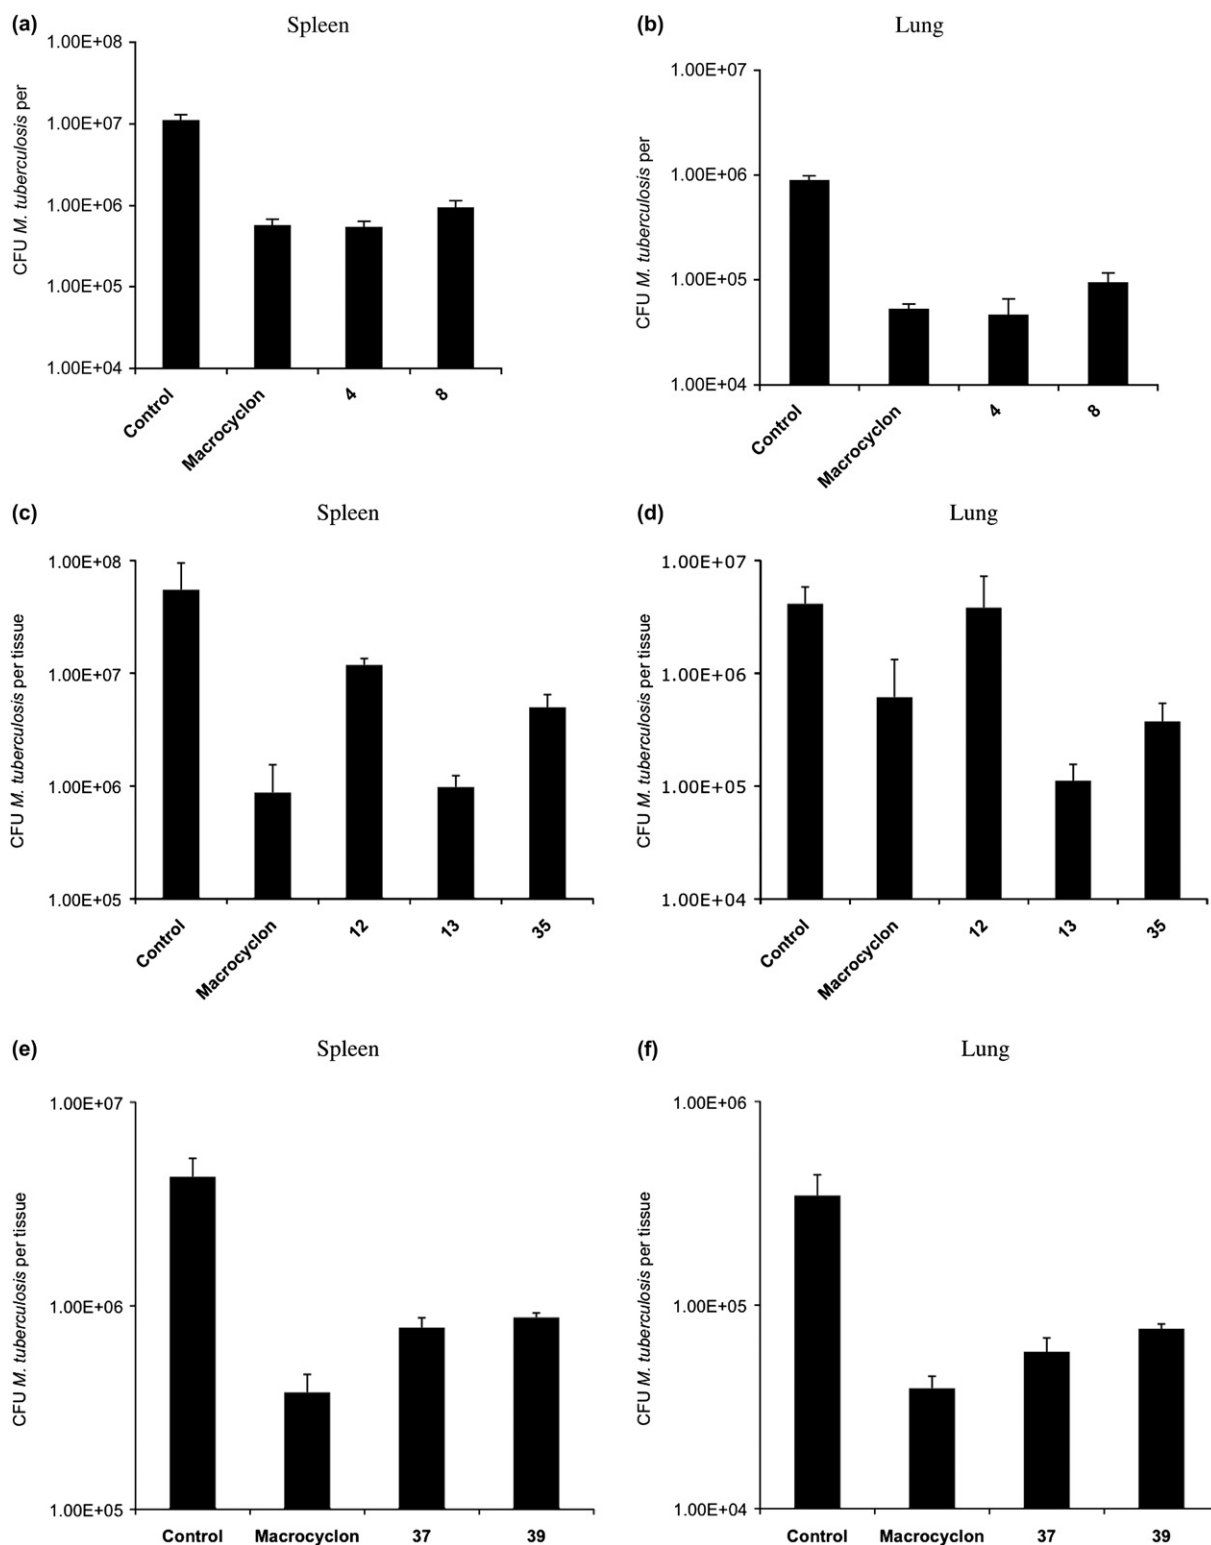 (a)
Spleen
CFU M. tuberculosis per
1.00E+08
1.00E+07
1.00E+06
1.00E+05
1.00E+04
Control
Macrocyclon
4
8
(b)
Lung
CFU M. tuberculosis per
1.00E+07
1.00E+06
1.00E+05
1.00E+04
Control
Macrocyclon
4
8
(c)
Spleen
CFU M. tuberculosis per tissue
1.00E+08
1.00E+07
1.00E+06
1.00E+05
Control
Macrocyclon
12
13
35
(d)
Lung
CFU M. tuberculosis per tissue
1.00E+07
1.00E+06
1.00E+05
1.00E+04
Control
Macrocyclon
12
13
35
(e)
Spleen
CFU M. tuberculosis per tissue
1.00E+07
1.00E+06
1.00E+05
Control
Macrocyclon
37
39
(f)
Lung
CFU M. tuberculosis per tissue
1.00E+06
1.00E+05
1.00E+04
Control
Macrocyclon
37
39